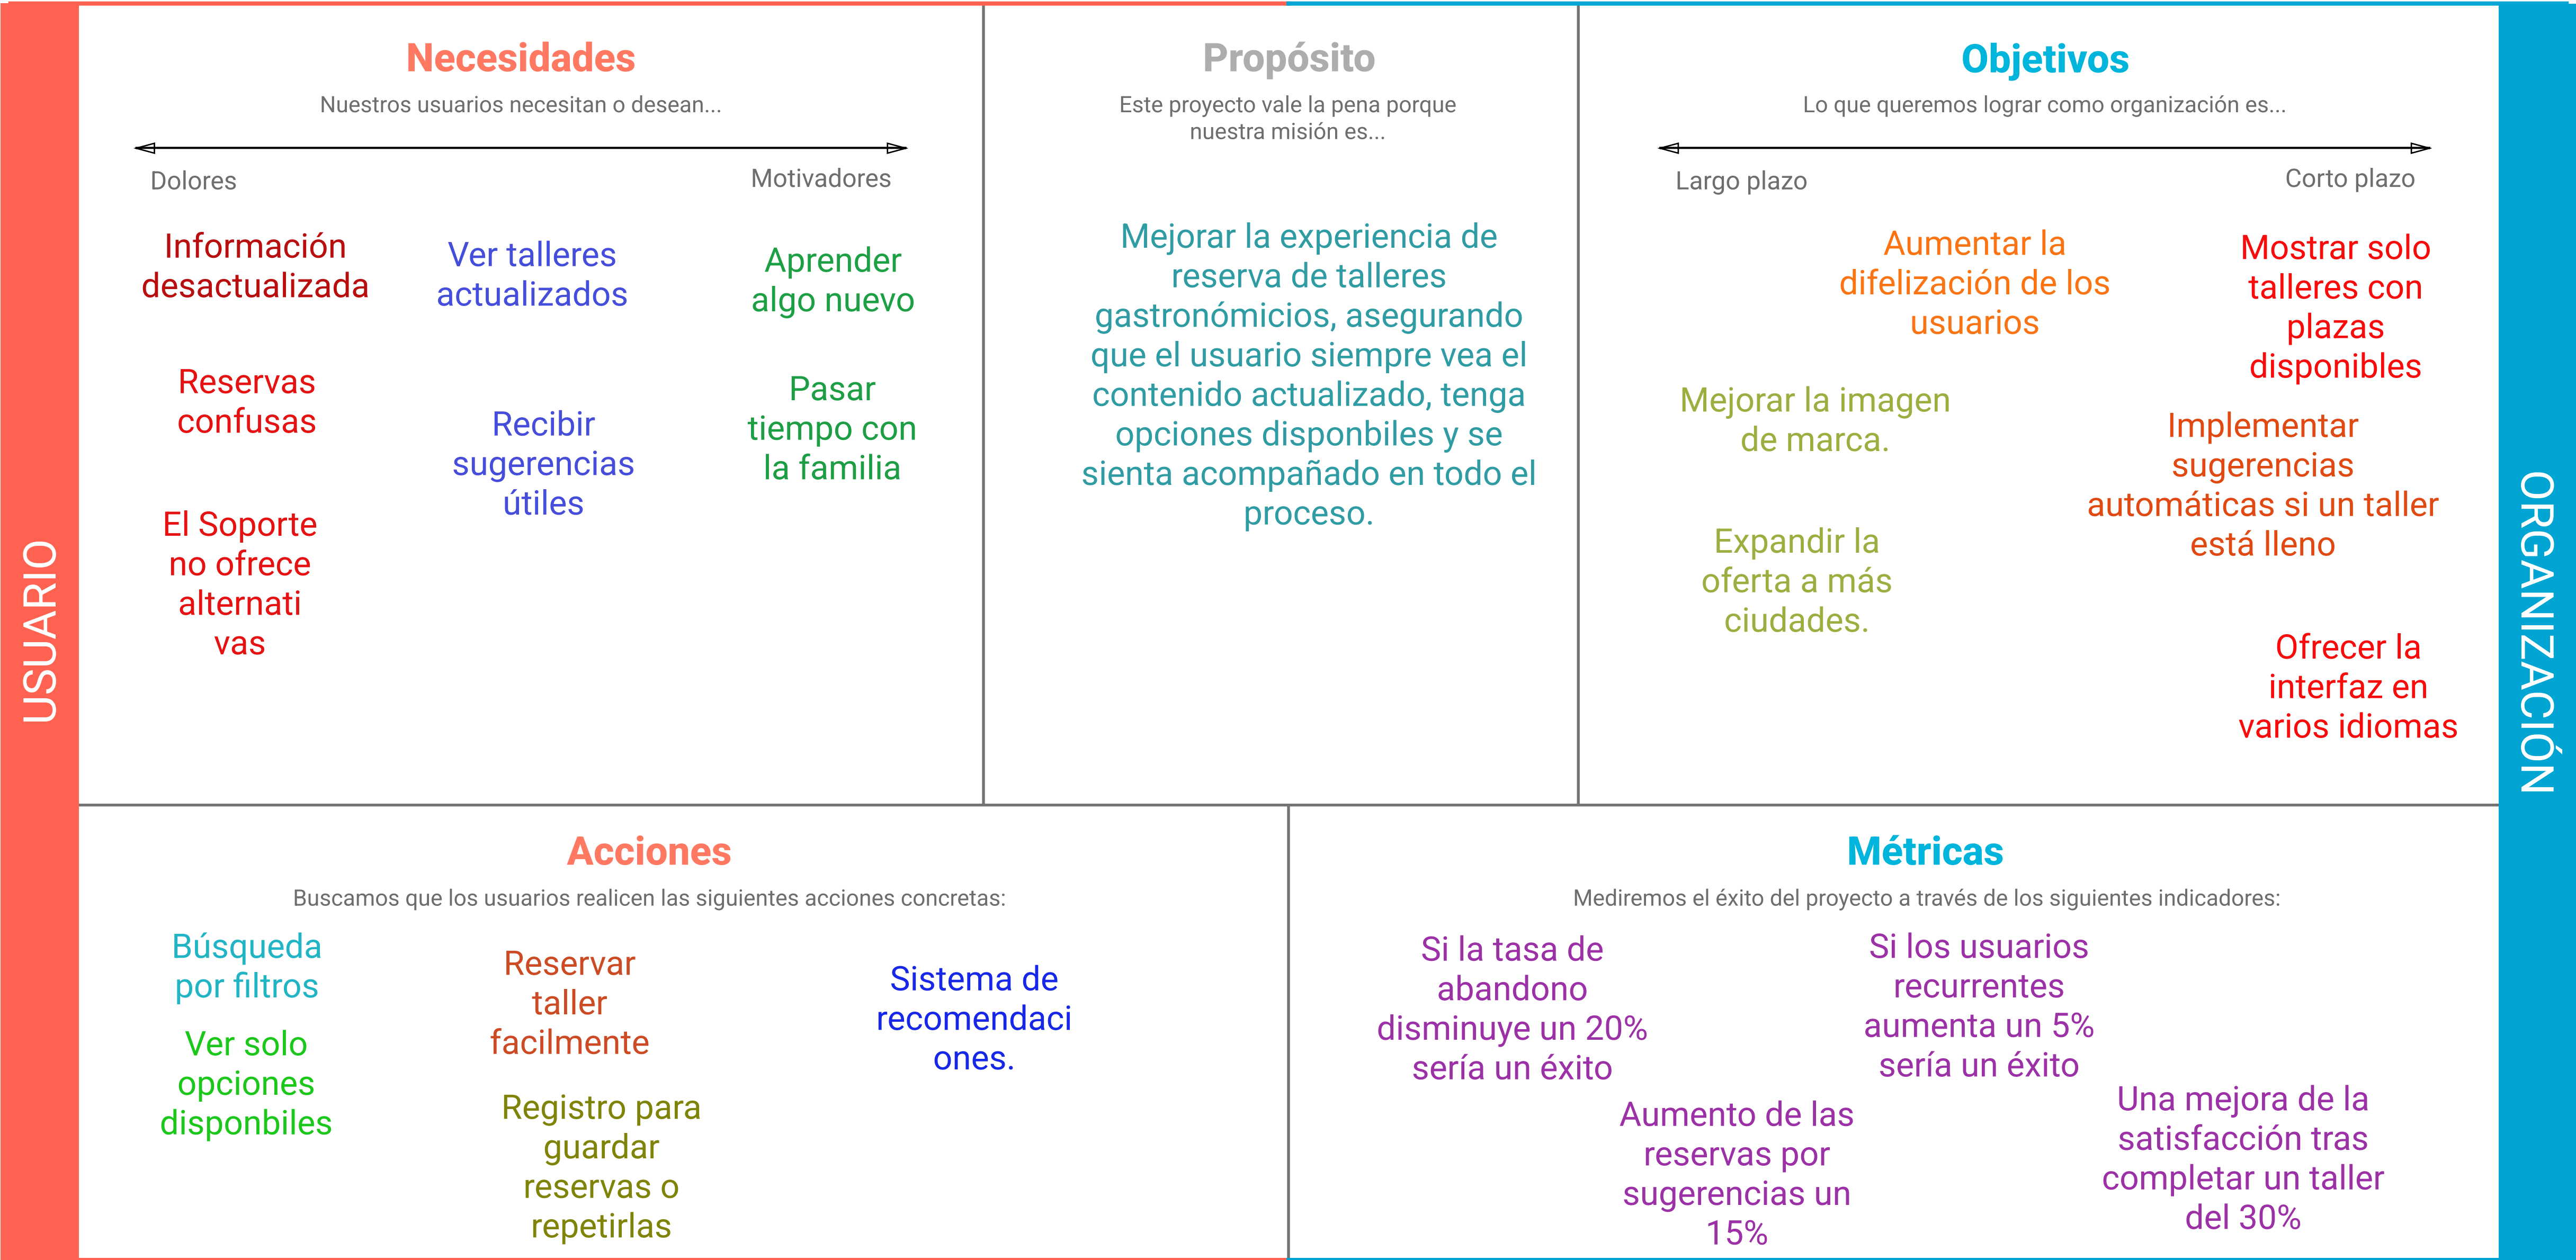 USUARIO
Necesidades
Nuestros usuarios necesitan o desean...
Dolores
Motivadores
Información
desactualizada
Reservas
confusas
El Soporte
no ofrece
alternati
vas
Ver talleres
actualizados
Recibir
sugerencias
útiles
Aprender
algo nuevo
Pasar
tiempo con
la familia
Propósito
Este proyecto vale la pena porque
nuestra misión es...
Mejorar la experiencia de
reserva de talleres
gastronómicios, asegurando
que el usuario siempre vea el
contenido actualizado, tenga
opciones disponbiles y se
sienta acompañado en todo el
proceso.
Objetivos
Lo que queremos lograr como organización es...
Largo plazo
Corto plazo
Aumentar la
difelización de los
usuarios
Mejorar la imagen
de marca.
Expandir la
oferta a más
ciudades.
Mostrar solo
talleres con
plazas
disponibles
Implementar
sugerencias
automáticas si un taller
está lleno
Ofrecer la
interfaz en
varios idiomas
ORGANIZACIÓN
Acciones
Buscamos que los usuarios realicen las siguientes acciones concretas:
Búsqueda
por filtros
Ver solo
opciones
disponbiles
Reservar
taller
facilmente
Registro para
guardar
reservas o
repetirlas
Sistema de
recomendaci
ones.
Métricas
Mediremos el éxito del proyecto a través de los siguientes indicadores:
Si la tasa de
abandono
disminuye un 20%
sería un éxito
Aumento de las
reservas por
sugerencias un
15%
Si los usuarios
recurrentes
aumenta un 5%
sería un éxito
Una mejora de la
satisfacción tras
completar un taller
del 30%